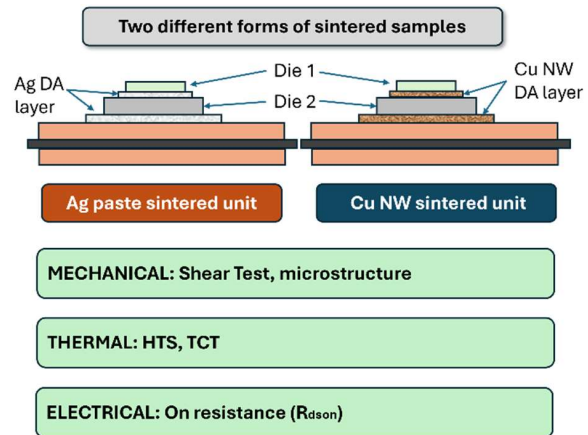 Two different forms of sintered samples
Ag DA
layer
Die 1
Die 2
Cu NW
DA layer
Ag paste sintered unit
Cu NW sintered unit
MECHANICAL: Shear Test, microstructure
THERMAL: HTS, TCT
ELECTRICAL: On resistance (Rdson)